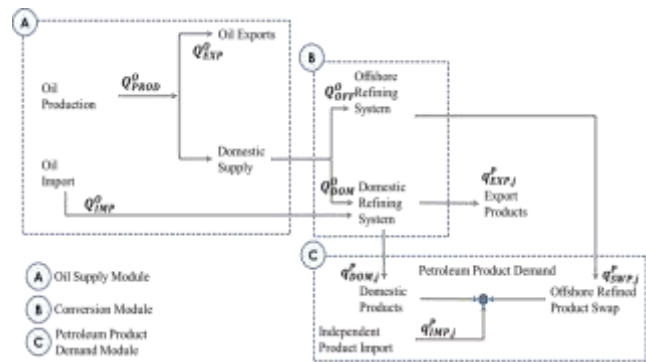 A
Oil Exports
Q^O_EXP
Q^O_PROD
Oil
Production
Domestic
Supply
Oil
Import
Q^O_IMP
B
Offshore
Refining
System
Q^O_OFF
Q^O_DOM
Domestic
Refining
System
q^P_EXP,j
Export
Products
C
q^P_DOM,j
Petroleum Product Demand
q^P_SWP,j
Domestic
Products
Offshore Refined
Product Swap
Independent
Product Import
q^P_IMP,j
A Oil Supply Module
B Conversion Module
C Petroleum Product
Demand Module